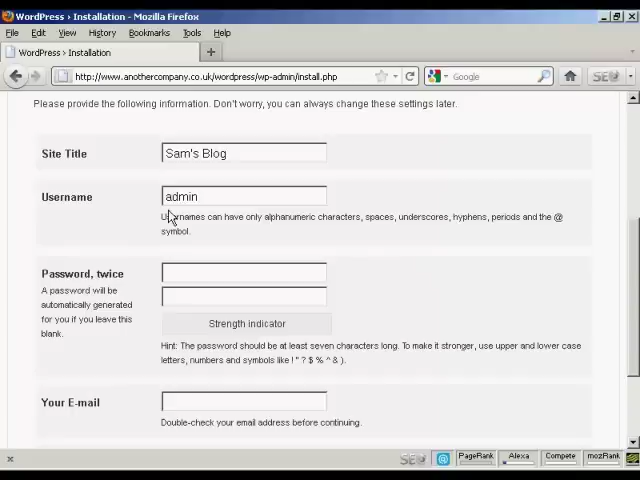 WordPress › Installation - Mozilla Firefox
File Edit View History Bookmarks Tools Help
WordPress › Installation
http://www.anothercompany.co.uk/wordpress/wp-admin/install.php
Google
Please provide the following information. Don't worry, you can always change these settings later.
Site Title
Sam's Blog
Username
admin
Usernames can have only alphanumeric characters, spaces, underscores, hyphens, periods and the @
symbol.
Password, twice
A password will be
automatically generated
for you if you leave this
blank.
Strength indicator
Hint: The password should be at least seven characters long. To make it stronger, use upper and lower case
letters, numbers and symbols like ! " ? $ % ^ & ).
Your E-mail
Double-check your email address before continuing.
PageRank Alexa Compete mozRank